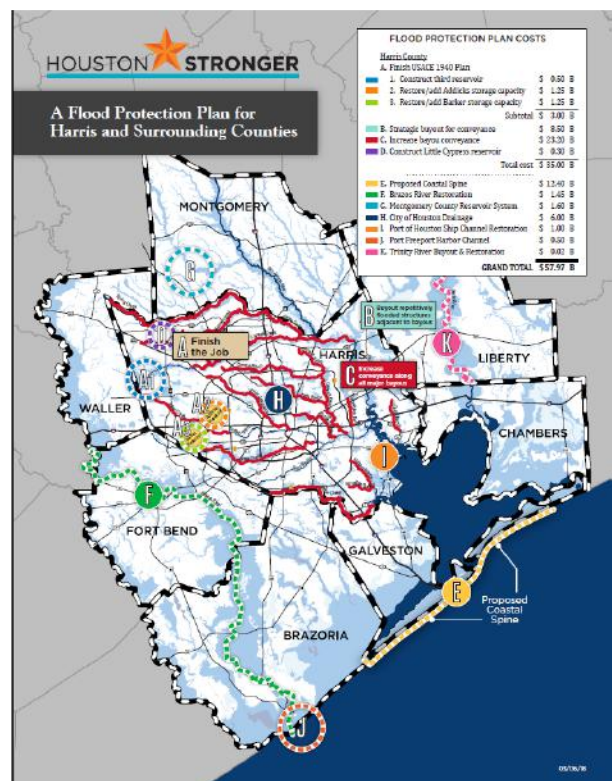 HOUSTON STRONGER
A Flood Protection Plan for
Harris and Surrounding Counties
FLOOD PROTECTION PLAN COSTS
Harris County
A. Finish USACE 1940 Plan
1. Construct third reservoir $ 0.50 B
2. Restore/add Addicks storage capacity $ 1.25 B
3. Restore/add Barker storage capacity $ 1.25 B
Subtotal $ 3.00 B
B. Strategic buyout for conveyance $ 8.50 B
C. Increase bayou conveyance $ 23.20 B
D. Construct Little Cypress reservoir $ 0.30 B
Total cost $ 35.00 B
E. Proposed Coastal Spine $ 12.40 B
F. Brazos River Restoration $ 1.45 B
G. Montgomery County Reservoir System $ 1.60 B
H. City of Houston Drainage $ 6.00 B
I. Port of Houston Ship Channel Restoration $ 1.00 B
J. Port Freeport Harbor Channel $ 0.50 B
K. Trinity River Buyout & Restoration $ 0.02 B
GRAND TOTAL $ 57.97 B
MONTGOMERY
G
B
Buyout repetitively
flooded structures
adjacent to bayous
D
A
Finish
the Job
HARRIS
K
LIBERTY
C
Increase
conveyance along
all major bayous
A1
WALLER
H
CHAMBERS
I
F
FORT BEND
GALVESTON
E
Proposed
Coastal
Spine
BRAZORIA
J